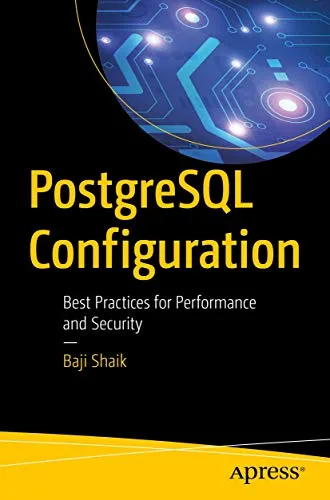 PostgreSQL
Configuration
Best Practices for Performance
and Security
—
Baji Shaik
Apress®